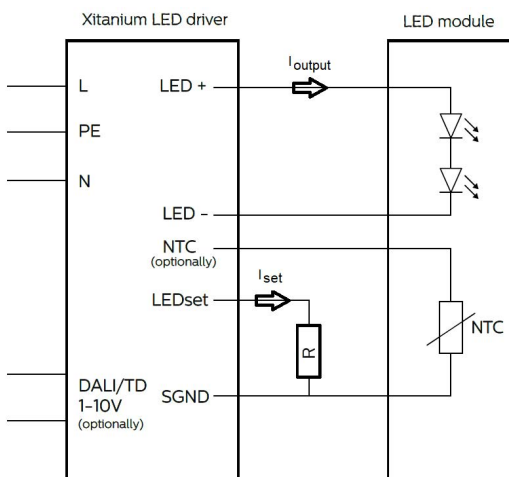 Xitanium LED driver
LED module
I output
L
LED +
PE
N
LED -
NTC
(optionally)
I set
LEDset
R
NTC
DALI/TD
1-10V
(optionally)
SGND